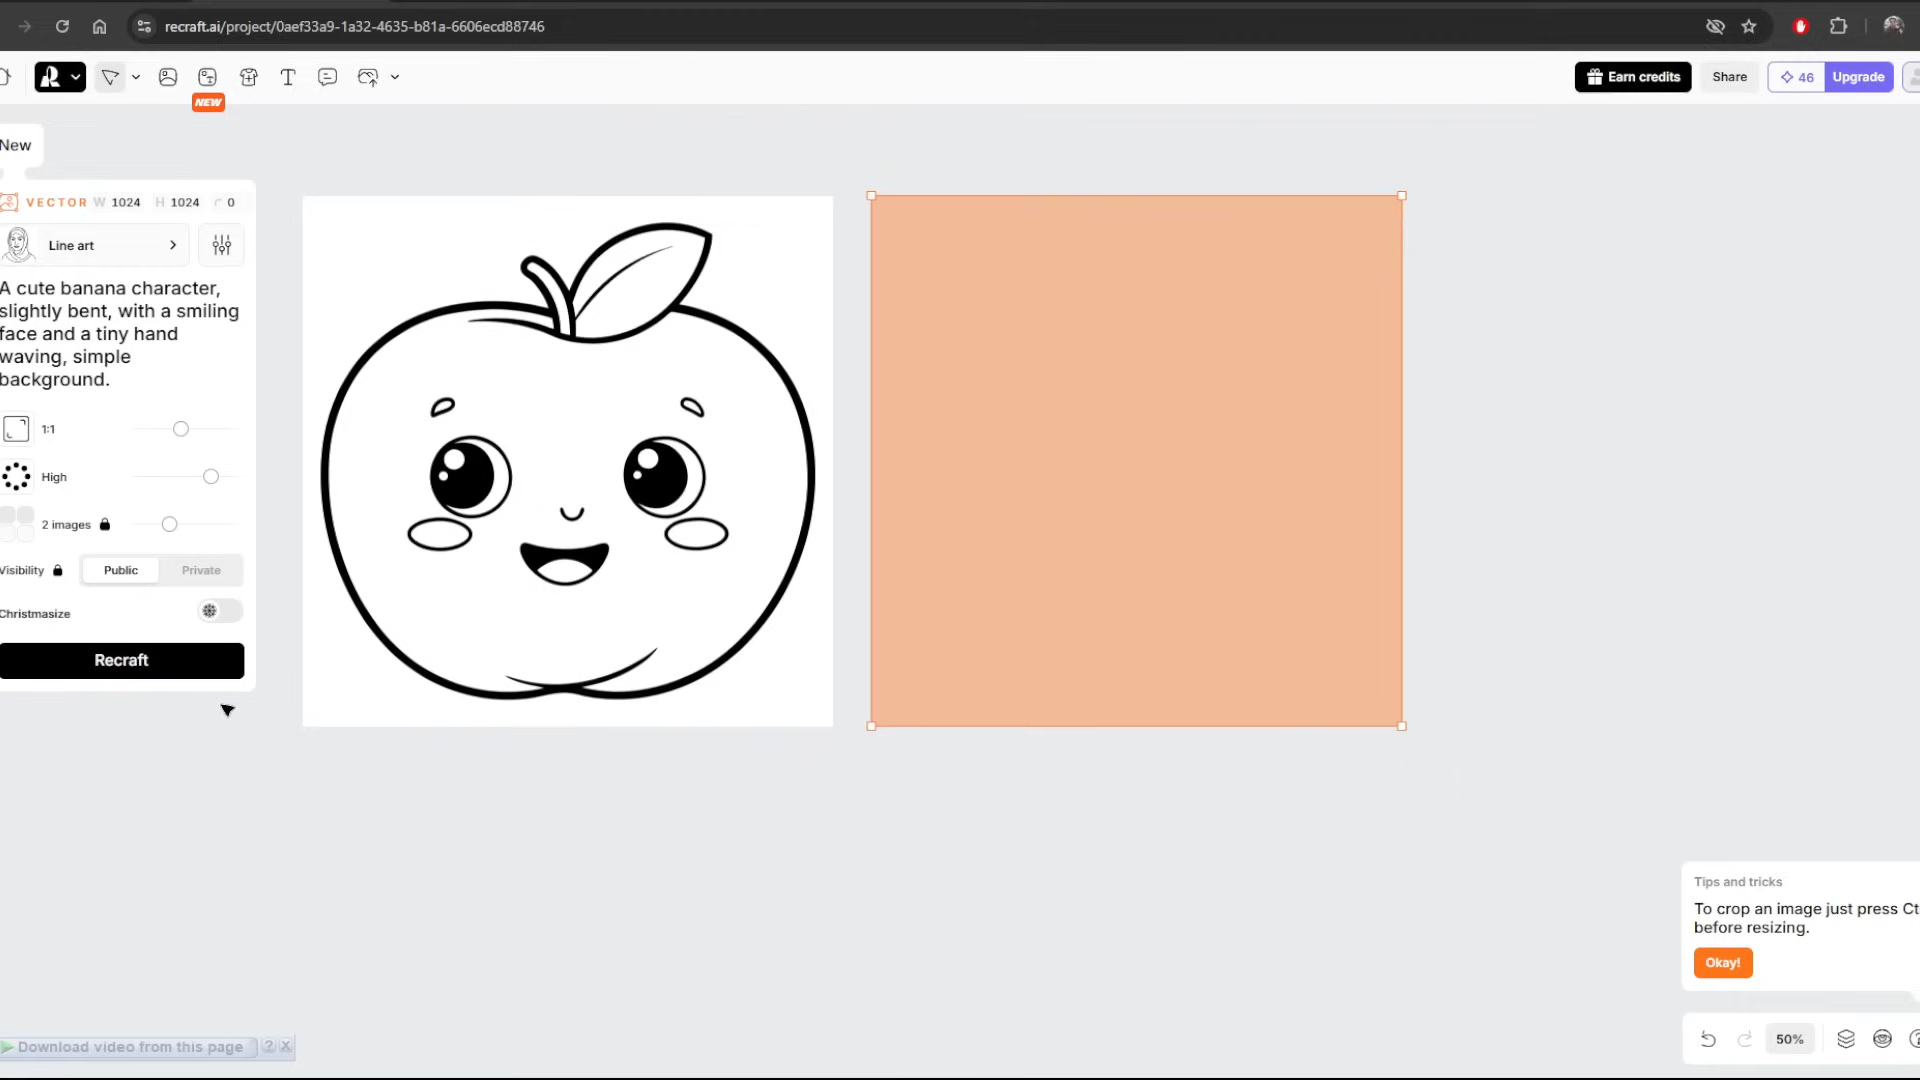 recraft.ai/project/0aef33a9-1a32-4635-b81a-6606ecd88746
NEW
Earn credits
Share
46
Upgrade
New
VECTOR W 1024 H 1024 0
Line art
A cute banana character,
slightly bent, with a smiling
face and a tiny hand
waving, simple
background.
1:1
High
2 images
Visibility
Public
Private
Christmasize
Recraft
Tips and tricks
To crop an image just press Ct
before resizing.
Okay!
Download video from this page ? X
50%